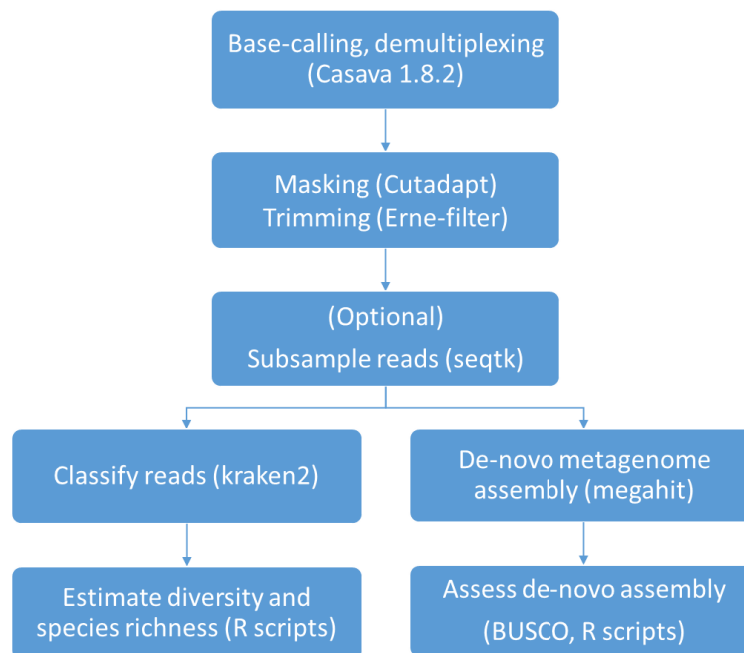 Base-calling, demultiplexing
(Casava 1.8.2)
Masking (Cutadapt)
Trimming (Erne-filter)
(Optional)
Subsample reads (seqtk)
Classify reads (kraken2)
De-novo metagenome
assembly (megahit)
Estimate diversity and
species richness (R scripts)
Assess de-novo assembly
(BUSCO, R scripts)